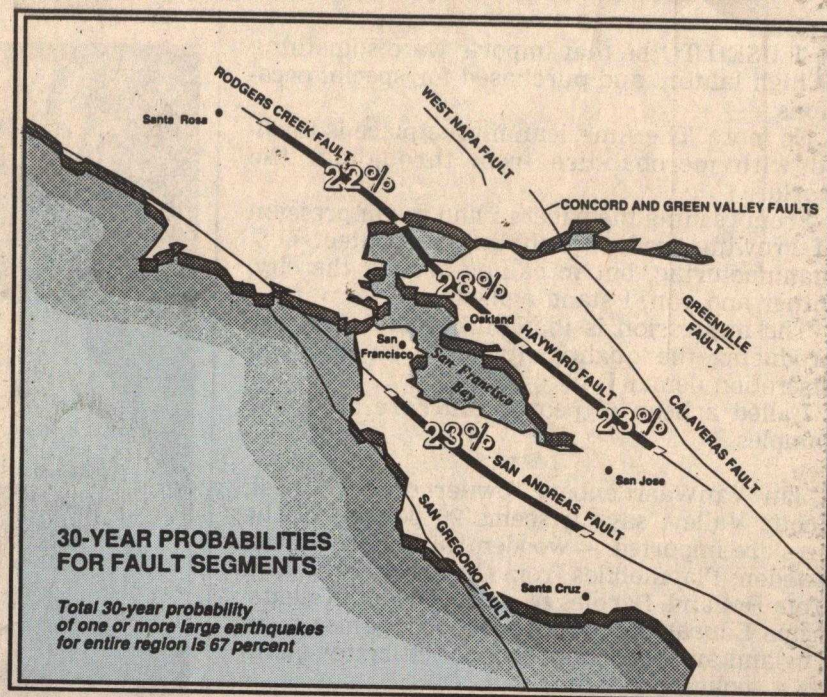 RODGERS CREEK FAULT
WEST NAPA FAULT
Santa Rosa
22%
CONCORD AND GREEN VALLEY FAULTS
28%
GREENVILLE
FAULT
Oakland
San
Francisco
HAYWARD FAULT
San Francisco
Bay
CALAVERAS FAULT
23%
23%
SAN ANDREAS FAULT
San Jose
SAN GREGORIO FAULT
Santa Cruz
30-YEAR PROBABILITIES
FOR FAULT SEGMENTS
Total 30-year probability
of one or more large earthquakes
for entire region is 67 percent